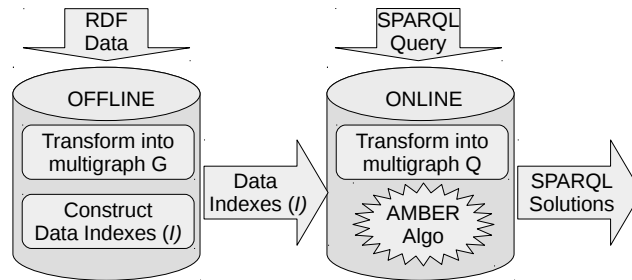 RDF
Data
SPARQL
Query
OFFLINE
Transform into
multigraph G
Construct
Data Indexes (I)
Data
Indexes (I)
ONLINE
Transform into
multigraph Q
AMBER
Algo
SPARQL
Solutions